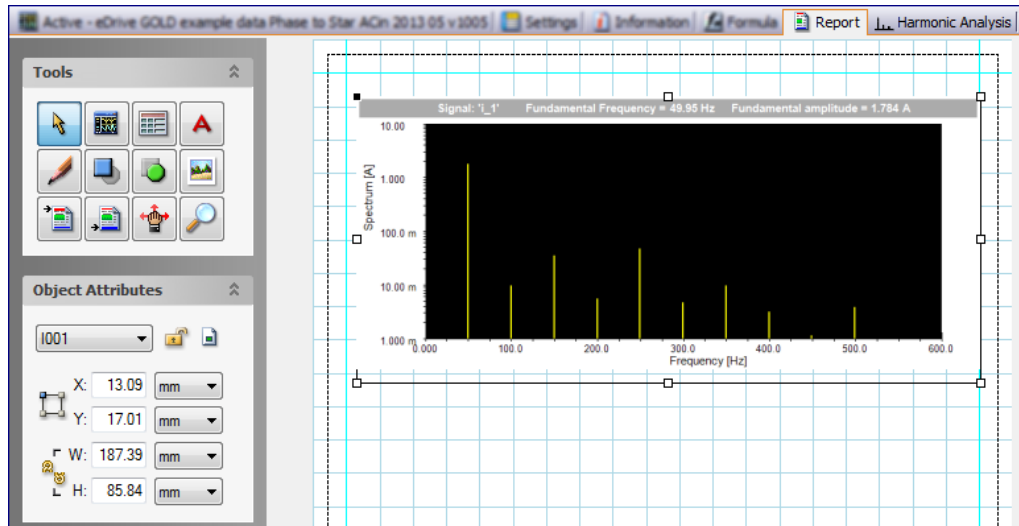 Active - eDrive GOLD example data Phase to Star ACin 2013 05 v1005 Settings Information Formula Report Harmonic Analysis
Tools
A
Object Attributes
I001
X: 13.09 mm
Y: 17.01 mm
W: 187.39 mm
H: 85.84 mm
Signal: 'i_1' Fundamental Frequency = 49.95 Hz Fundamental amplitude = 1.784 A
Spectrum [A]
10.00
1.000
100.0 m
10.00 m
1.000 m
0.000 100.0 200.0 300.0 400.0 500.0 600.0
Frequency [Hz]